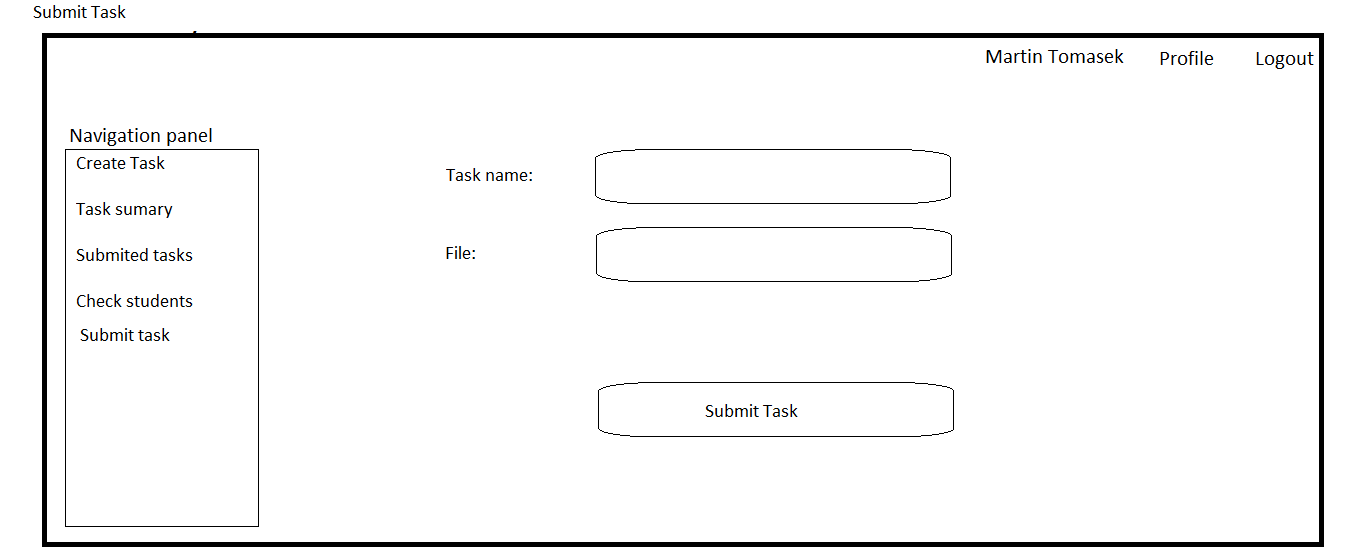 Submit Task
Martin Tomasek Profile Logout
Navigation panel
Create Task
Task sumary
Submited tasks
Check students
Submit task
Task name:
File:
Submit Task